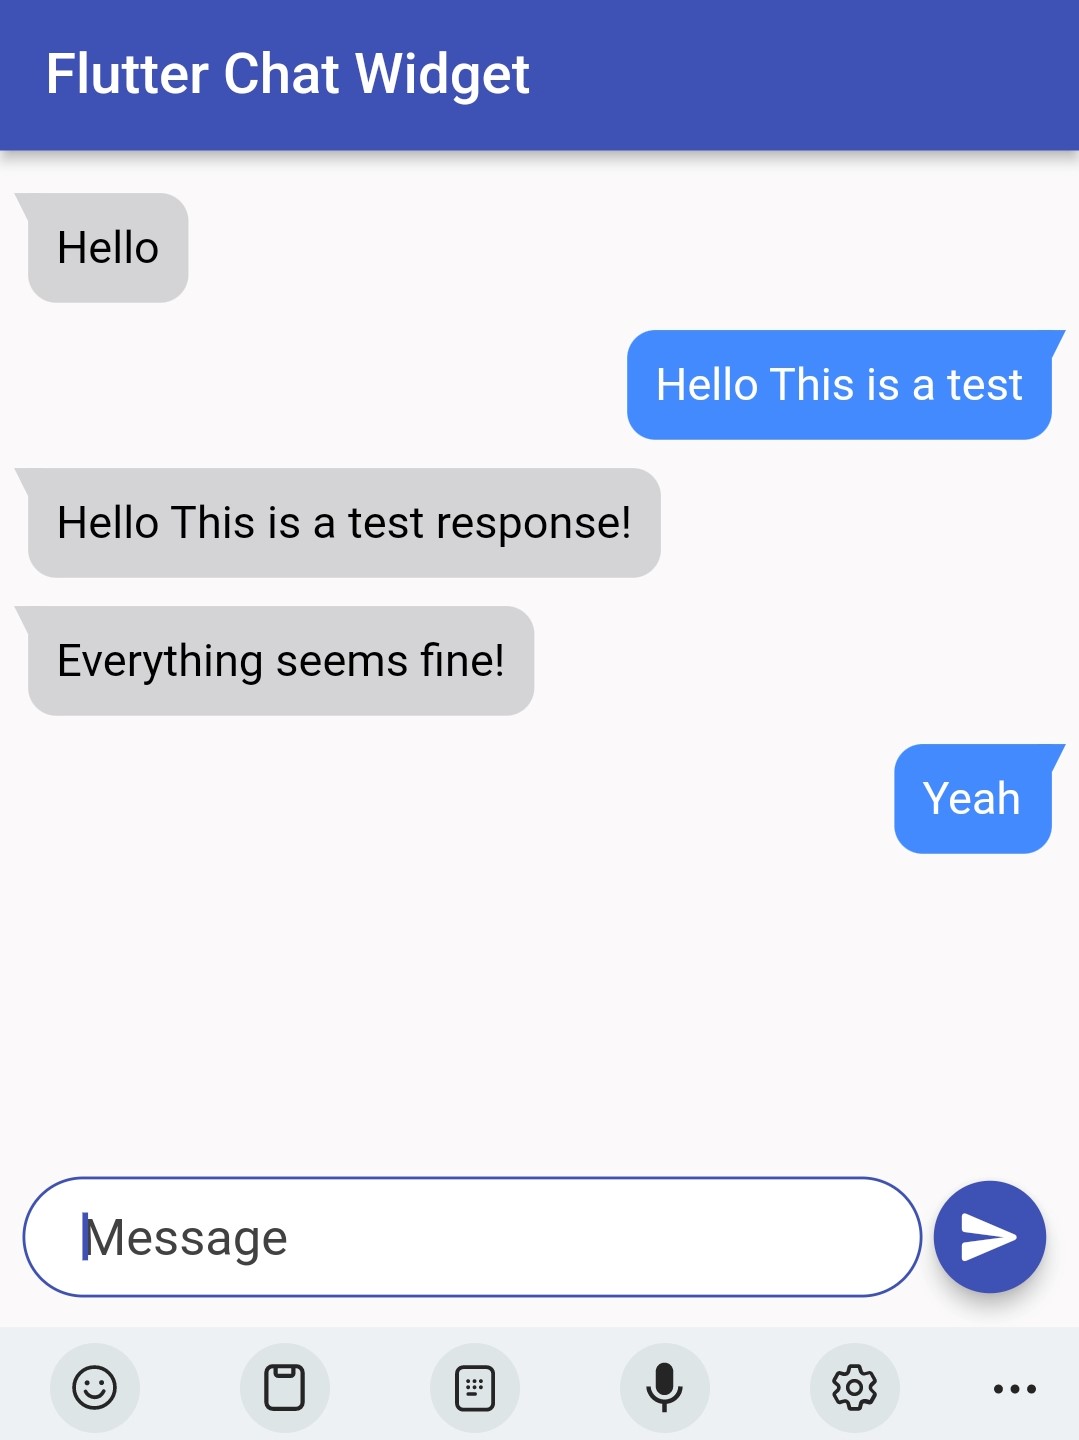 Flutter Chat Widget
Hello
Hello This is a test
Hello This is a test response!
Everything seems fine!
Yeah
Message